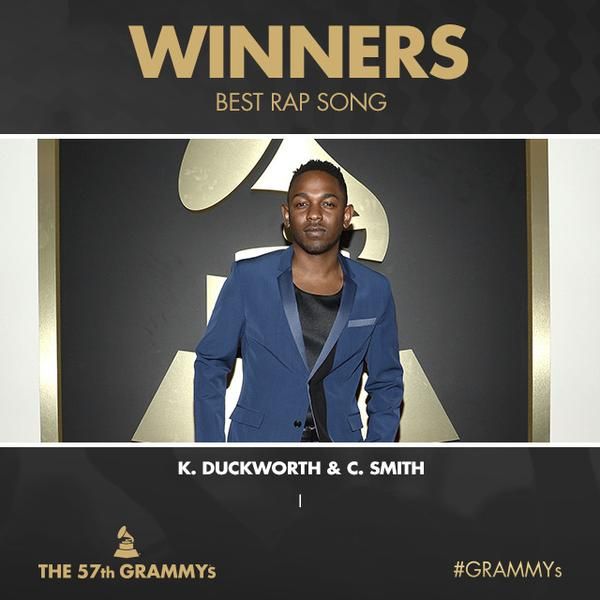 WINNERS
BEST RAP SONG
K. DUCKWORTH & C. SMITH
I
THE 57th GRAMMYs
#GRAMMYs